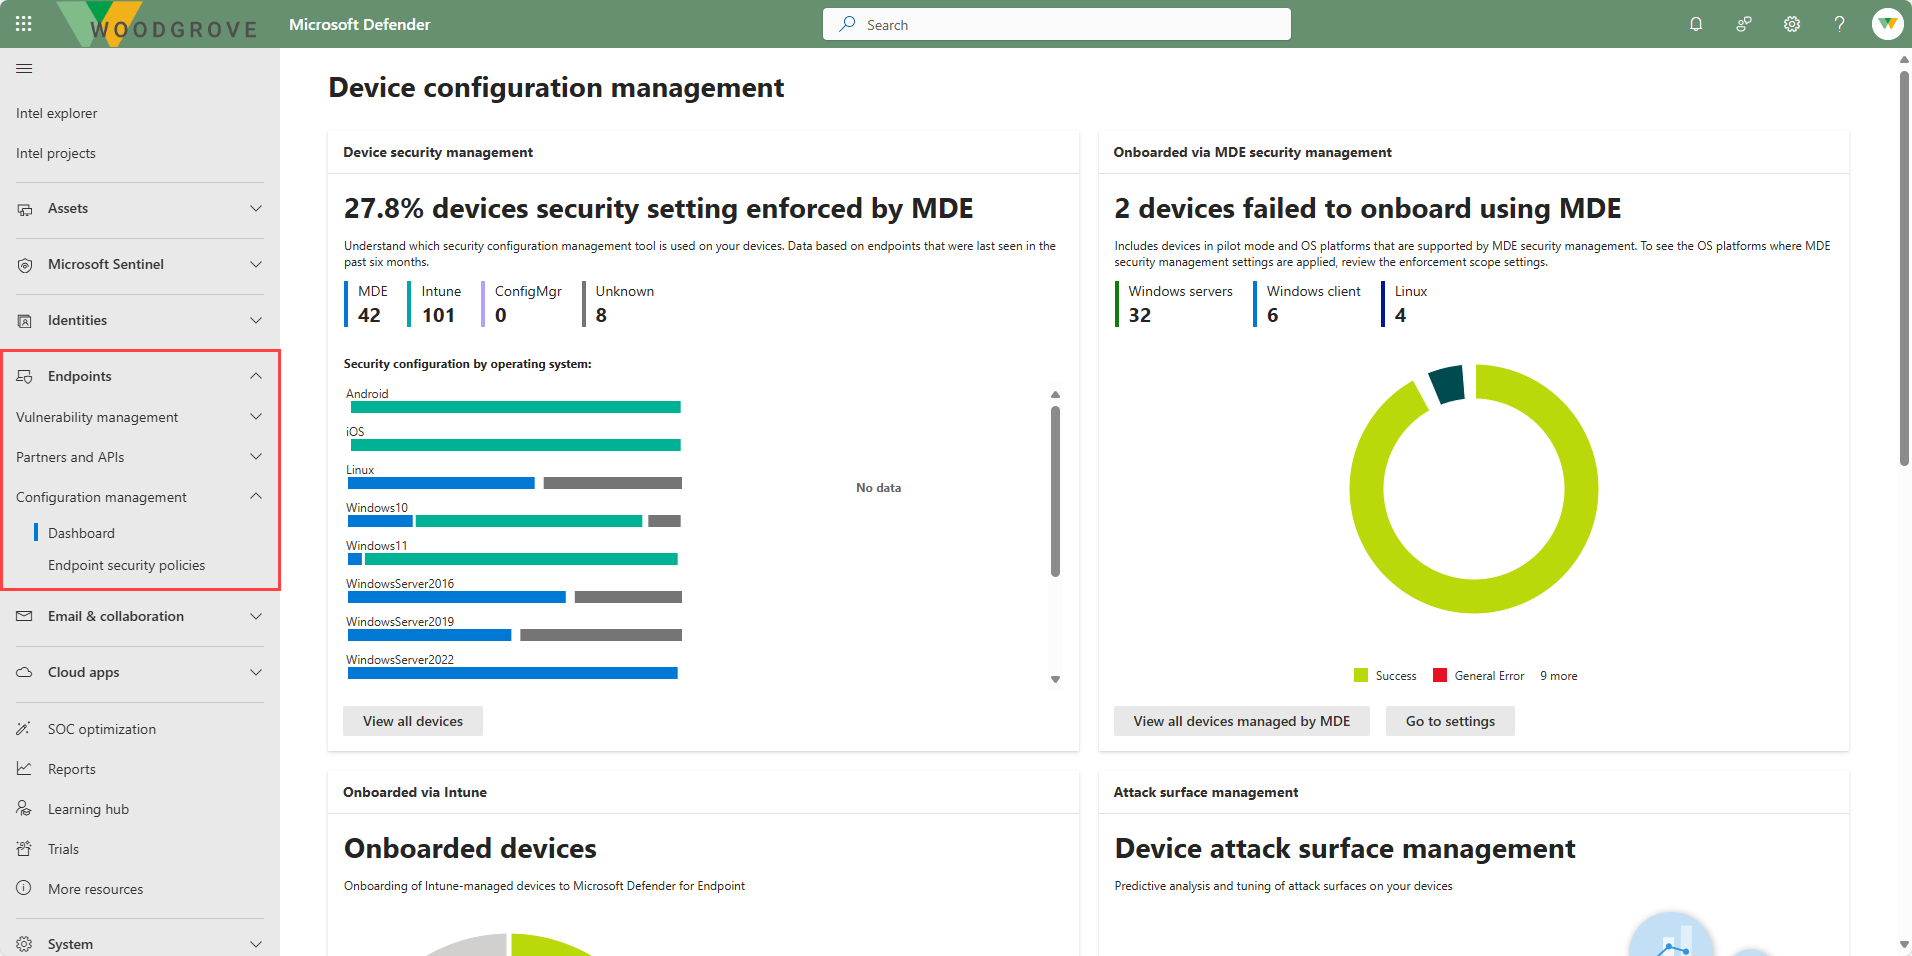 WOODGROVE
Microsoft Defender
Search
Intel explorer
Intel projects
Assets
Microsoft Sentinel
Identities
Endpoints
Vulnerability management
Partners and APIs
Configuration management
Dashboard
Endpoint security policies
Email & collaboration
Cloud apps
SOC optimization
Reports
Learning hub
Trials
More resources
System
Device configuration management
Device security management
27.8% devices security setting enforced by MDE
Understand which security configuration management tool is used on your devices. Data based on endpoints that were last seen in the
past six months.
MDE
42
Intune
101
ConfigMgr
0
Unknown
8
Security configuration by operating system:
Android
iOS
Linux
Windows10
Windows11
WindowsServer2016
WindowsServer2019
WindowsServer2022
No data
View all devices
Onboarded via MDE security management
2 devices failed to onboard using MDE
Includes devices in pilot mode and OS platforms that are supported by MDE security management. To see the OS platforms where MDE
security management settings are applied, review the enforcement scope settings.
Windows servers
32
Windows client
6
Linux
4
Success
General Error
9 more
View all devices managed by MDE
Go to settings
Onboarded via Intune
Onboarded devices
Onboarding of Intune-managed devices to Microsoft Defender for Endpoint
Attack surface management
Device attack surface management
Predictive analysis and tuning of attack surfaces on your devices